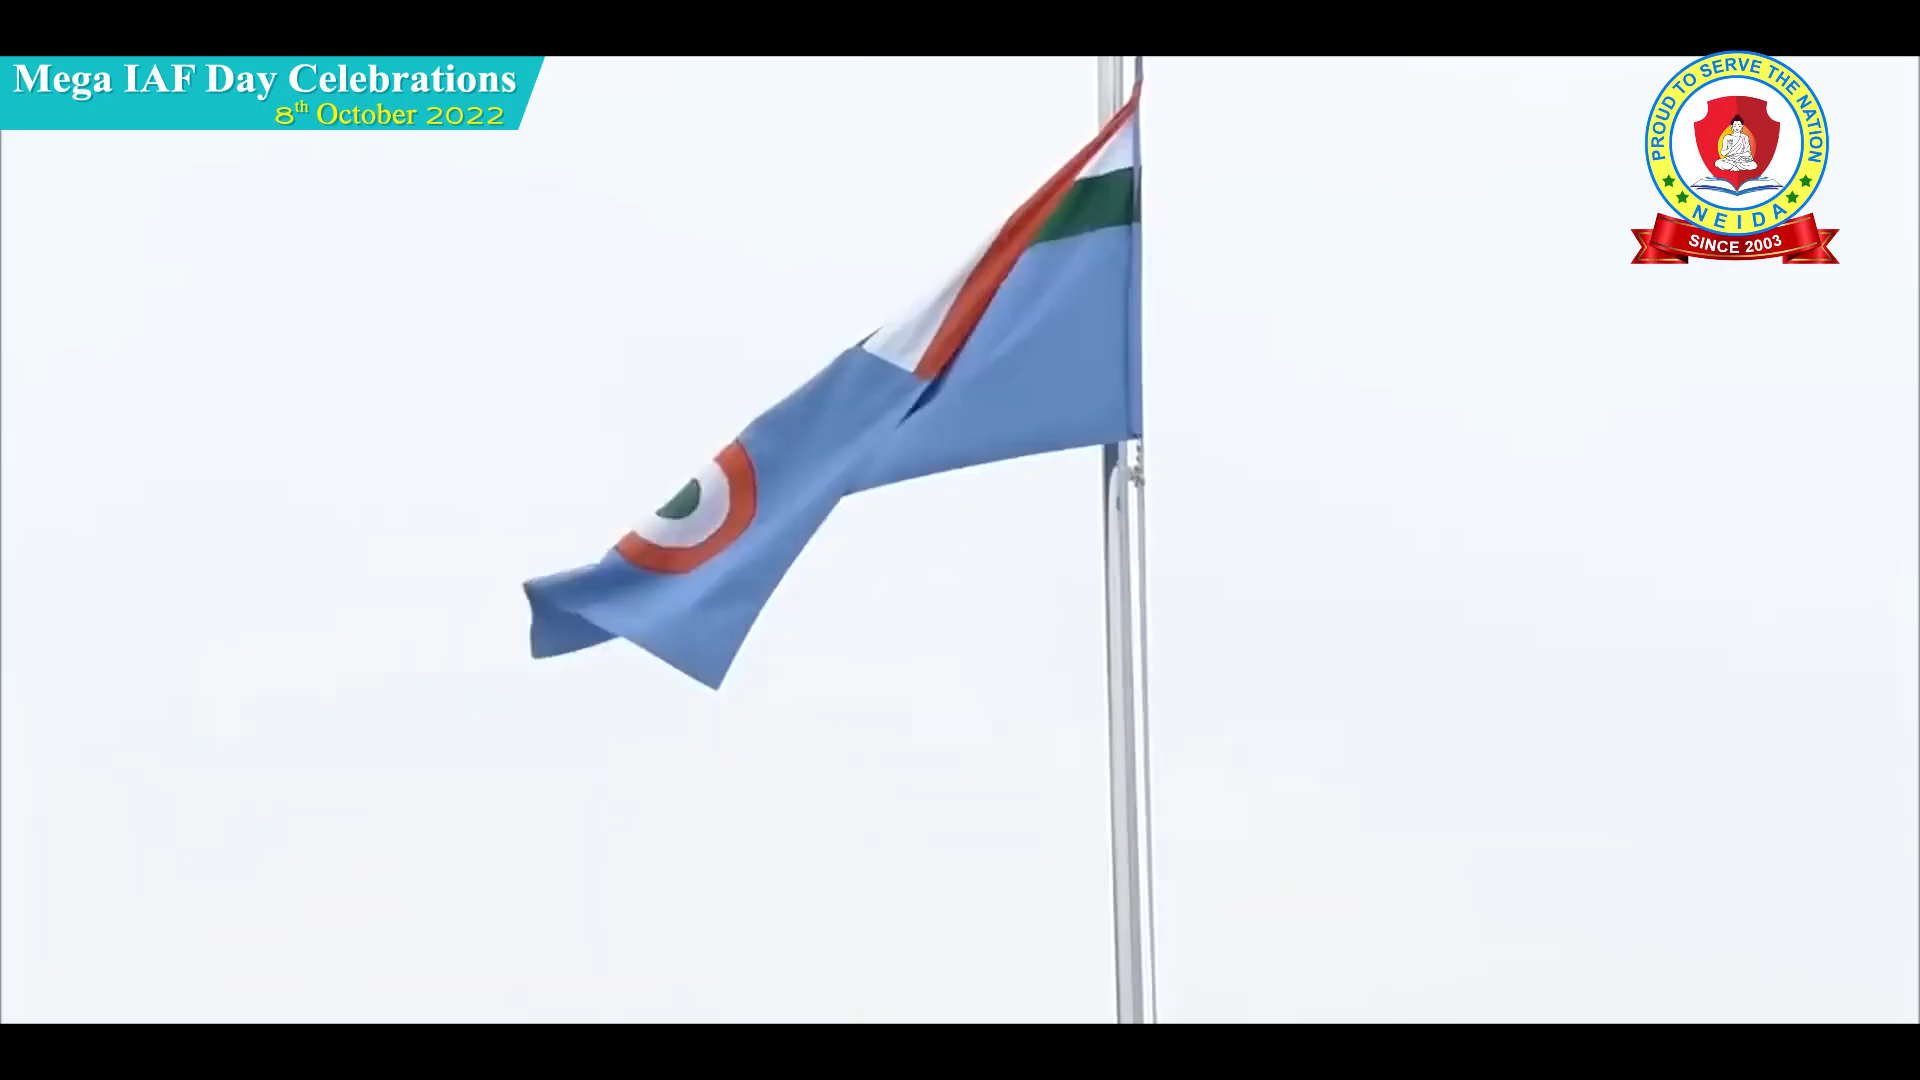 Mega IAF Day Celebrations
8th October 2022
PROUD TO SERVE THE NATION
NEIDA
SINCE 2003